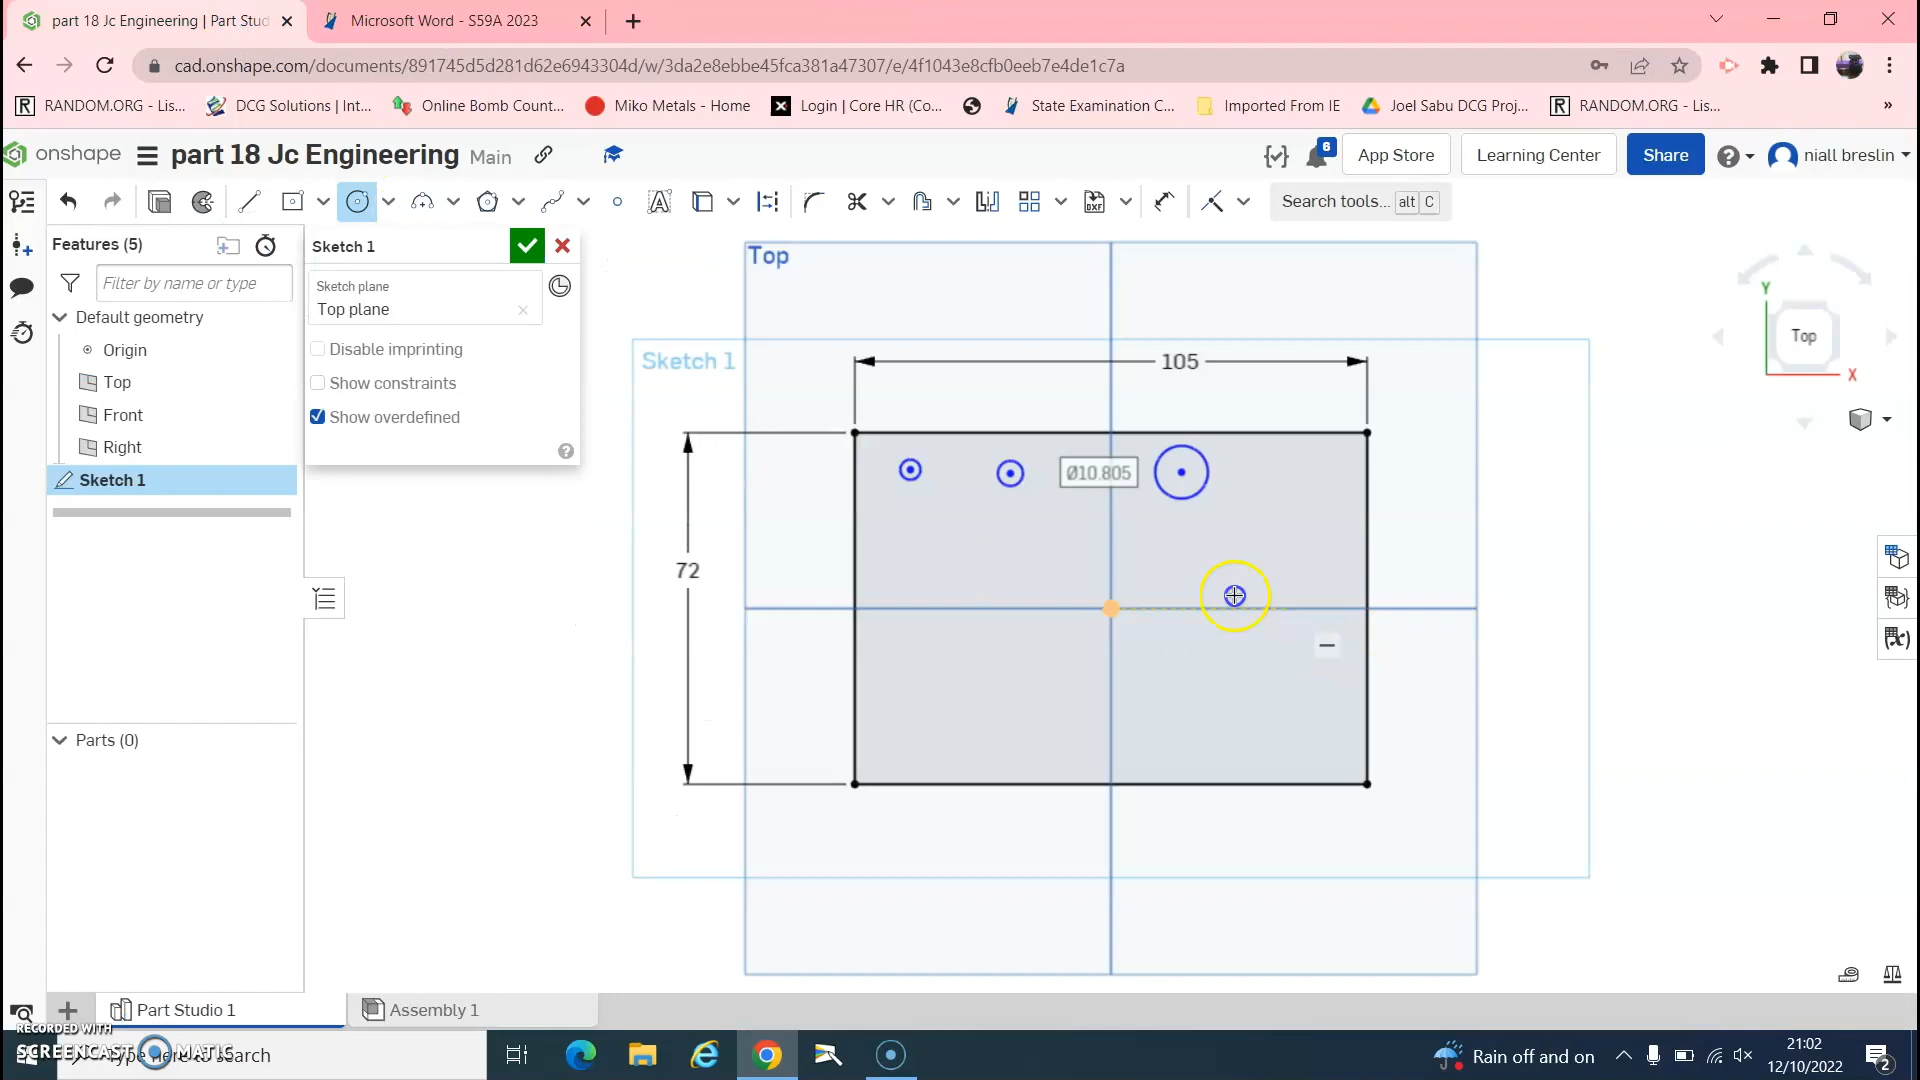 part 18 Jc Engineering | Part Stud
Microsoft Word - S59A 2023
cad.onshape.com/documents/891745d5d281d62e6943304d/w/3da2e8ebbe45fca381a47307/e/4f1043e8cfb0eeb7e4de1c7a
RANDOM.ORG - Lis...
DCG Solutions | Int...
Online Bomb Count...
Miko Metals - Home
Login | Core HR (Co...
State Examination C...
Imported From IE
Joel Sabu DCG Proj...
RANDOM.ORG - Lis...
»
onshape
part 18 Jc Engineering
Main
6
App Store
Learning Center
Share
niall breslin
Search tools... alt C
Features (5)
Filter by name or type
Default geometry
Origin
Top
Front
Right
Sketch 1
Parts (0)
Sketch 1
Sketch plane
Top plane
Disable imprinting
Show constraints
Show overdefined
Top
Sketch 1
105
72
Ø10.805
Y
Top
X
Part Studio 1
Assembly 1
RECORDED WITH
SCREENCAST MATIC
Type here to search
Rain off and on
21:02
12/10/2022
2